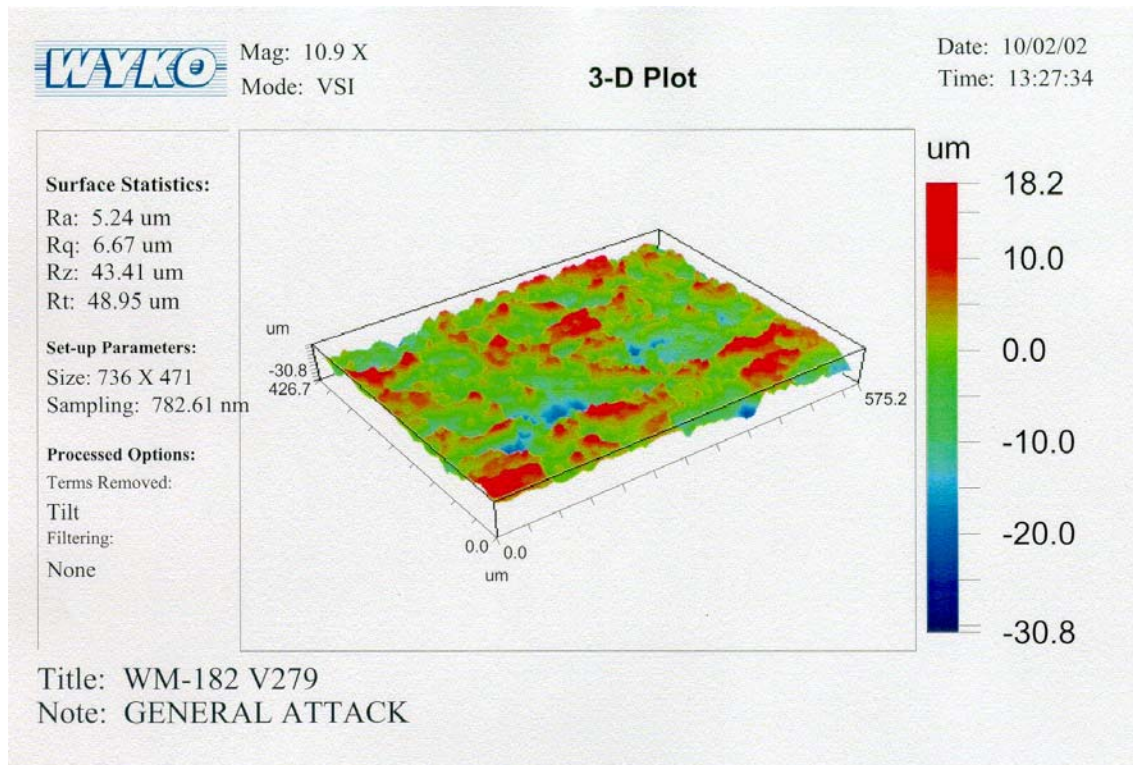 WYKO
Mag: 10.9 X
Mode: VSI
3-D Plot
Date: 10/02/02
Time: 13:27:34
Surface Statistics:
Ra: 5.24 um
Rq: 6.67 um
Rz: 43.41 um
Rt: 48.95 um
Set-up Parameters:
Size: 736 X 471
Sampling: 782.61 nm
Processed Options:
Terms Removed:
Tilt
Filtering:
None
um
-30.8
426.7
575.2
0.0
0.0
um
um
18.2
10.0
0.0
-10.0
-20.0
-30.8
Title: WM-182 V279
Note: GENERAL ATTACK